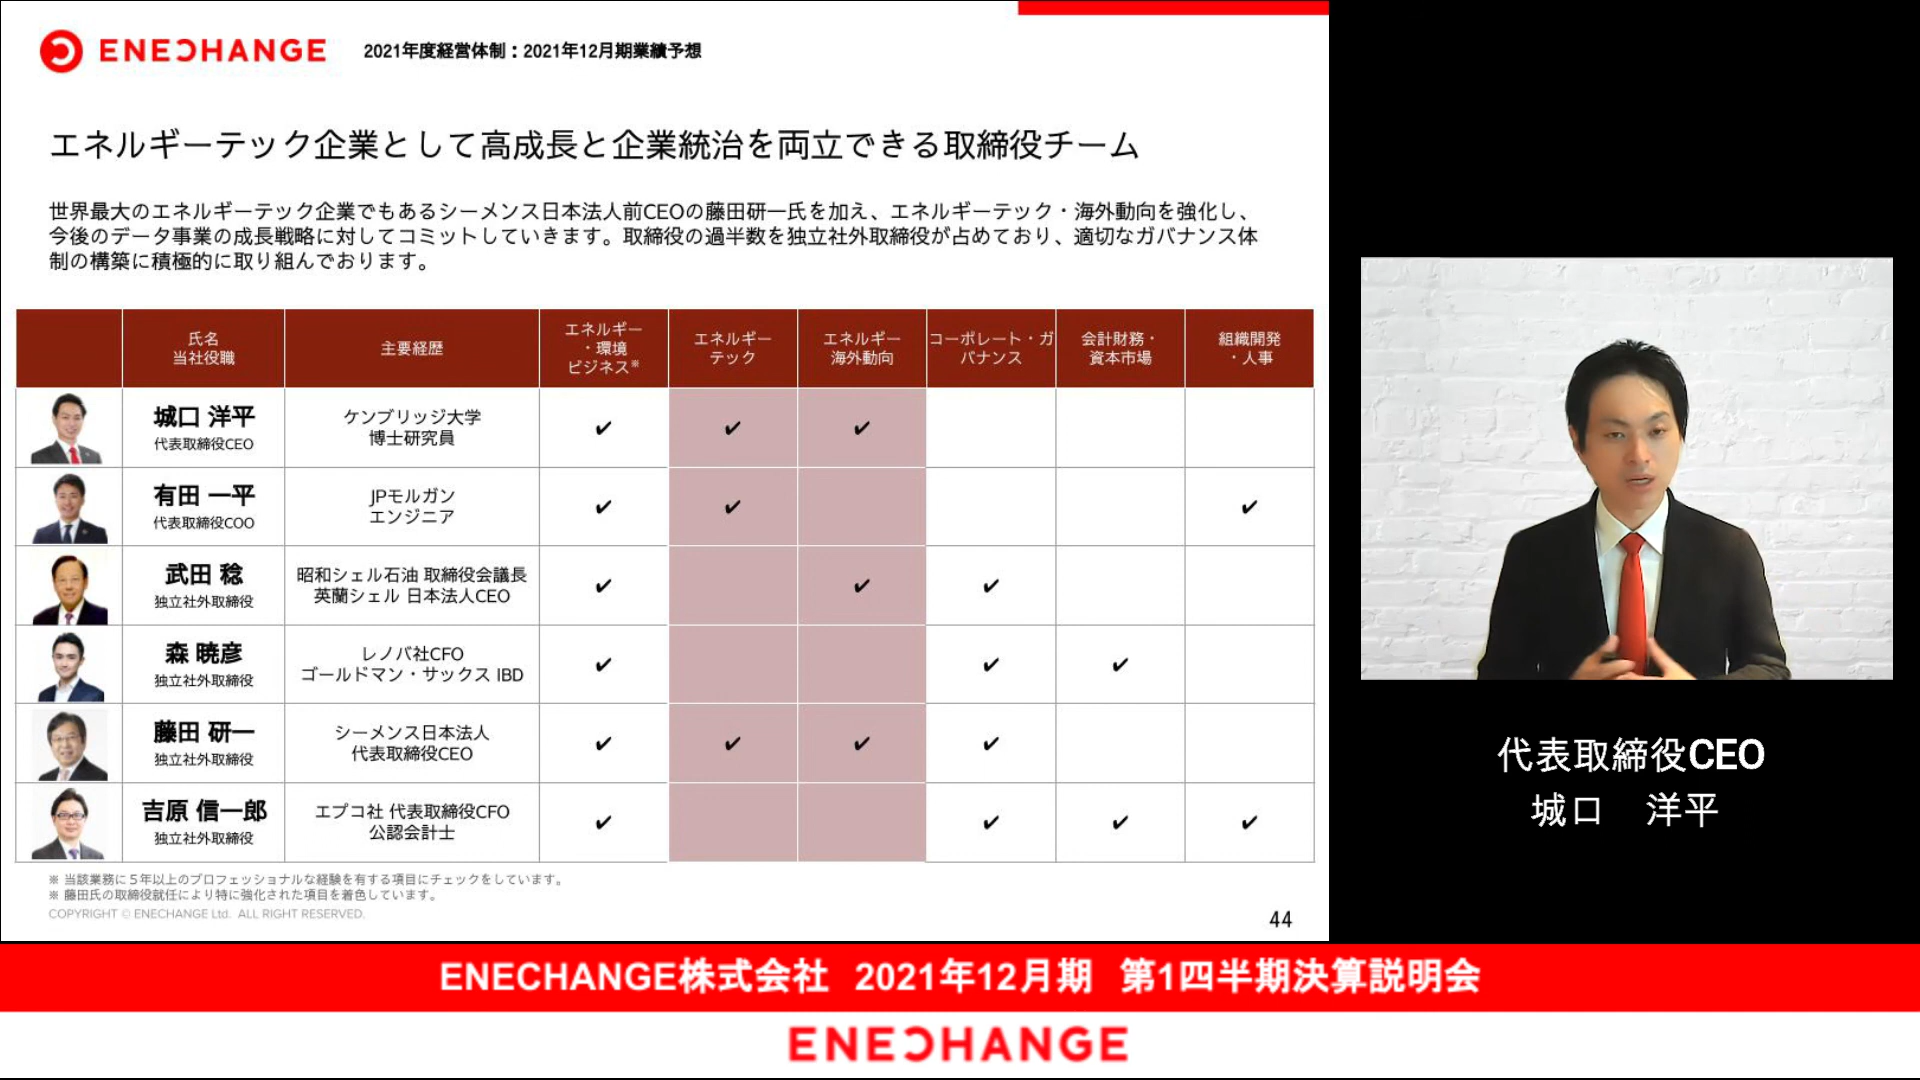 ENECHANGE 2021年度経営体制：2021年12月期業績予想
エネルギーテック企業として高成長と企業統治を両立できる取締役チーム
世界最大のエネルギーテック企業でもあるシーメンス日本法人前CEOの藤田研一氏を加え、エネルギーテック・海外動向を強化し、
今後のデータ事業の成長戦略に対してコミットしていきます。取締役の過半数を独立社外取締役が占めており、適切なガバナンス体
制の構築に積極的に取り組んでおります。
氏名
当社役職
主要経歴
エネルギー
・環境
ビジネス※
エネルギー
テック
エネルギー
海外動向
コーポレート・ガ
バナンス
会計財務・
資本市場
組織開発
・人事
城口 洋平
代表取締役CEO
ケンブリッジ大学
博士研究員
✔ ✔ ✔
有田 一平
代表取締役COO
JPモルガン
エンジニア
✔ ✔ ✔
武田 稔
独立社外取締役
昭和シェル石油 取締役会議長
英蘭シェル 日本法人CEO
✔ ✔ ✔
森 暁彦
独立社外取締役
レノバ社CFO
ゴールドマン・サックス IBD
✔ ✔ ✔
藤田 研一
独立社外取締役
シーメンス日本法人
代表取締役CEO
✔ ✔ ✔ ✔
吉原 信一郎
独立社外取締役
エプコ社 代表取締役CFO
公認会計士
✔ ✔ ✔ ✔
※ 当該業務に５年以上のプロフェッショナルな経験を有する項目にチェックをしています。
※ 藤田氏の取締役就任により特に強化された項目を着色しています。
COPYRIGHT © ENECHANGE Ltd. ALL RIGHT RESERVED.
44
代表取締役CEO
城口　洋平
ENECHANGE株式会社 2021年12月期 第1四半期決算説明会
ENECHANGE